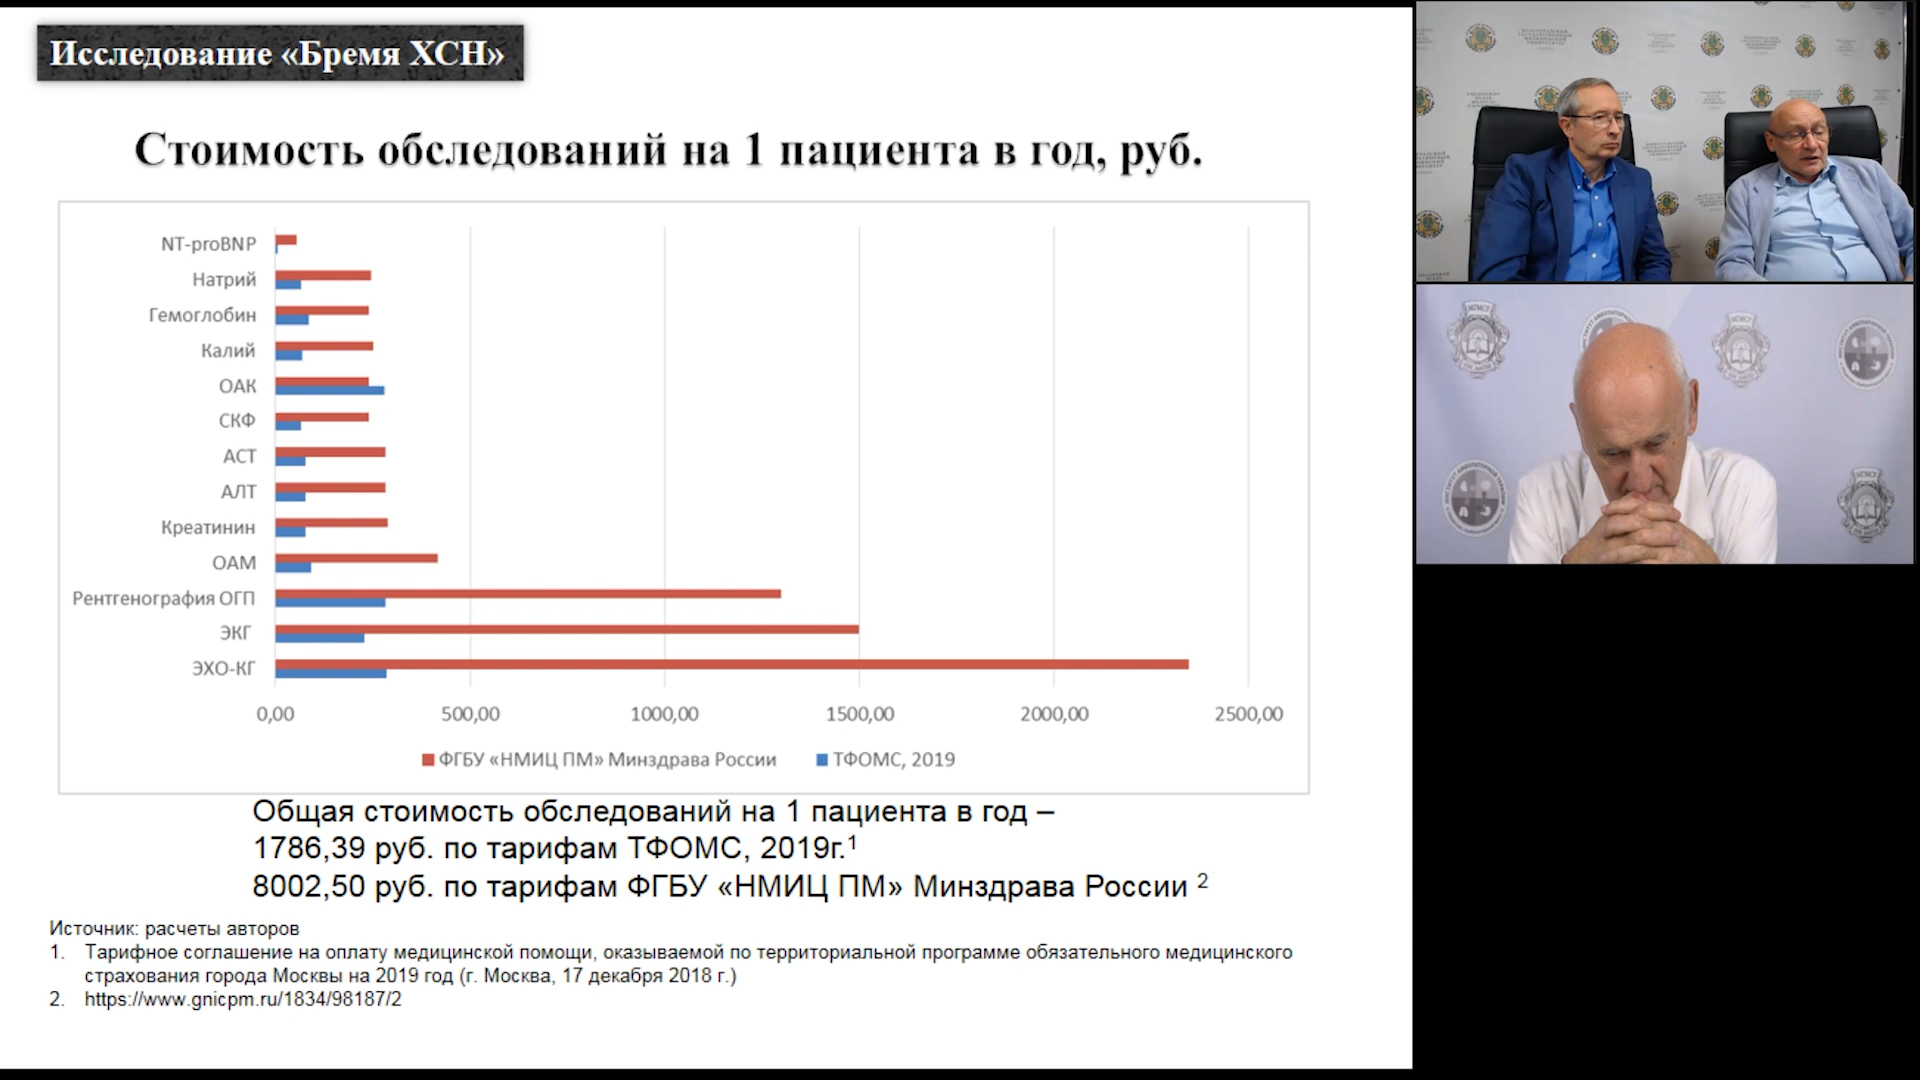 Исследование «Бремя ХСН»
Стоимость обследований на 1 пациента в год, руб.
NT-proBNP
Натрий
Гемоглобин
Калий
ОАК
СКФ
АСТ
АЛТ
Креатинин
ОАМ
Рентгенография ОГП
ЭКГ
ЭХО-КГ
0,00 500,00 1000,00 1500,00 2000,00 2500,00
ФГБУ «НМИЦ ПМ» Минздрава России ТФОМС, 2019
Общая стоимость обследований на 1 пациента в год –
1786,39 руб. по тарифам ТФОМС, 2019г.¹
8002,50 руб. по тарифам ФГБУ «НМИЦ ПМ» Минздрава России ²
Источник: расчеты авторов
1. Тарифное соглашение на оплату медицинской помощи, оказываемой по территориальной программе обязательного медицинского
страхования города Москвы на 2019 год (г. Москва, 17 декабря 2018 г.)
2. https://www.gnicpm.ru/1834/98187/2